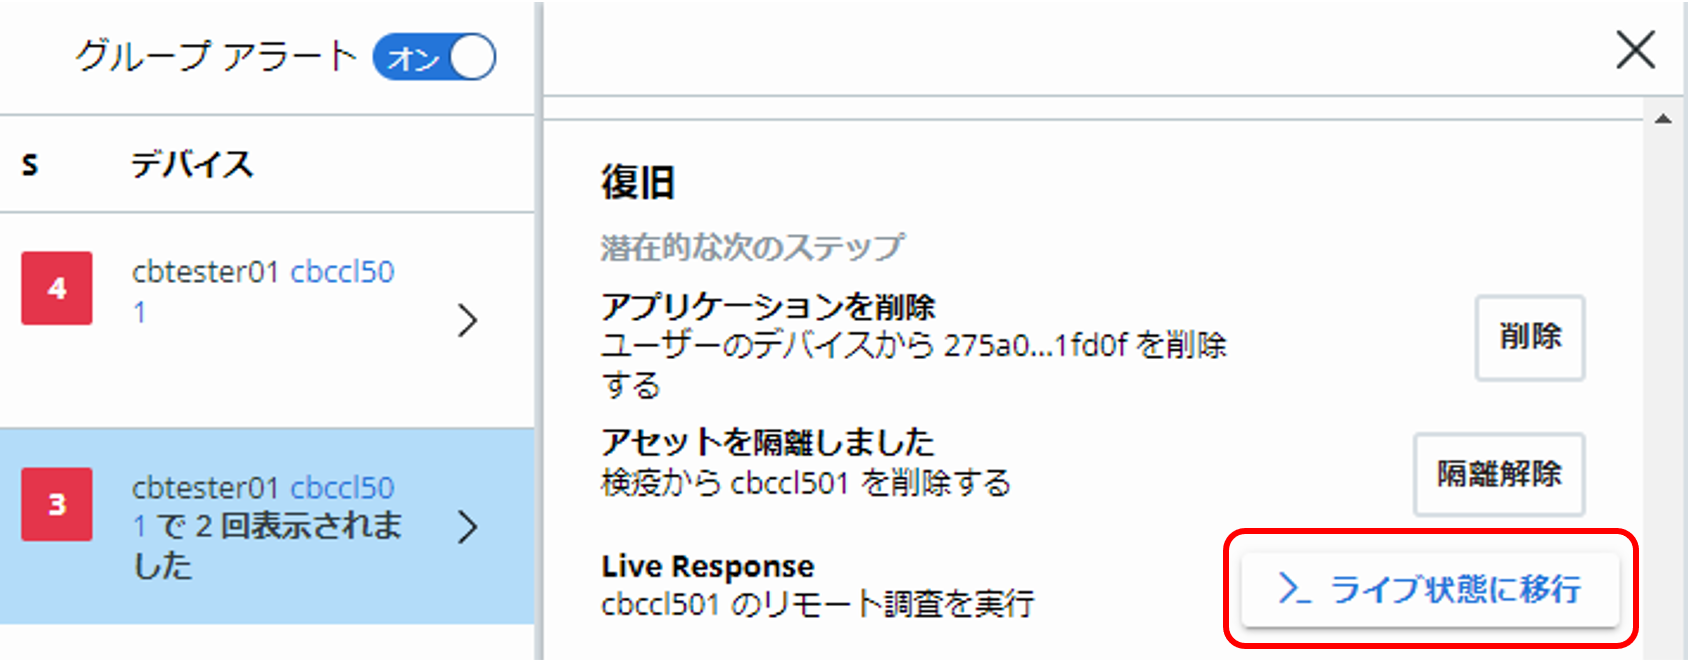 グループ アラート オン
S デバイス
4
cbtester01 cbccl50
1
3
cbtester01 cbccl50
1 で 2 回表示されま
した
復旧
潜在的な次のステップ
アプリケーションを削除
ユーザーのデバイスから 275a0...1fd0f を削除
する
削除
アセットを隔離しました
検疫から cbccl501 を削除する
隔離解除
Live Response
cbccl501 のリモート調査を実行
>_ ライブ状態に移行